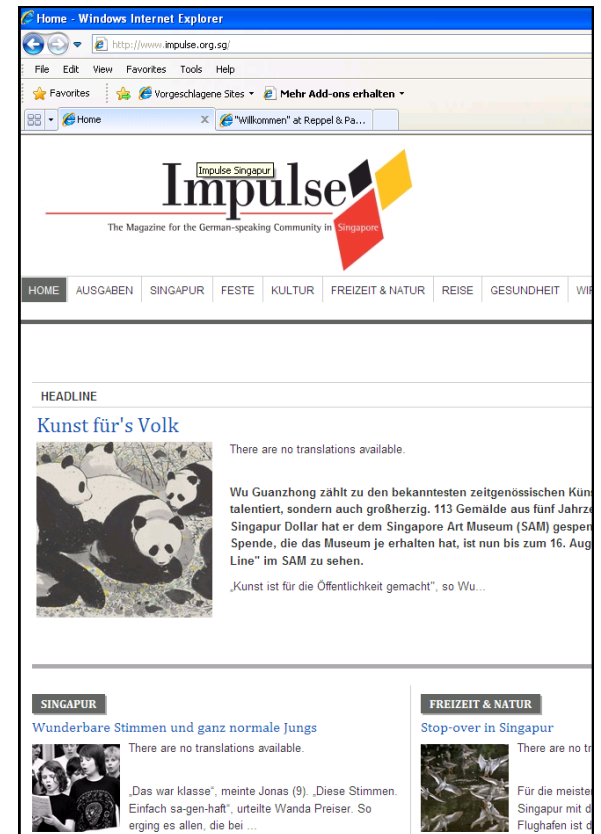 Home - Windows Internet Explorer
http://www.impulse.org.sg/
File Edit View Favorites Tools Help
Favorites Vorgeschlagene Sites Mehr Add-ons erhalten
Home X "Willkommen" at Reppel & Pa...
Impulse Singapur
Impulse
The Magazine for the German-speaking Community in Singapore
HOME AUSGABEN SINGAPUR FESTE KULTUR FREIZEIT & NATUR REISE GESUNDHEIT
HEADLINE
Kunst für's Volk
There are no translations available.
Wu Guanzhong zählt zu den bekanntesten zeitgenössischen
talentiert, sondern auch großherzig. 113 Gemälde aus fünf
Singapur Dollar hat er dem Singapore Art Museum (SAM)
Spende, die das Museum je erhalten hat, ist nun bis zum 16.
Line" im SAM zu sehen.
„Kunst ist für die Öffentlichkeit gemacht", so Wu...
SINGAPUR
Wunderbare Stimmen und ganz normale Jungs
There are no translations available.
„Das war klasse", meinte Jonas (9). „Diese Stimmen.
Einfach sa-gen-haft", urteilte Wanda Preiser. So
erging es allen, die bei ...
FREIZEIT & NATUR
Stop-over in Singapur
There are no
Für die
Singapur mit
Flughafen ist